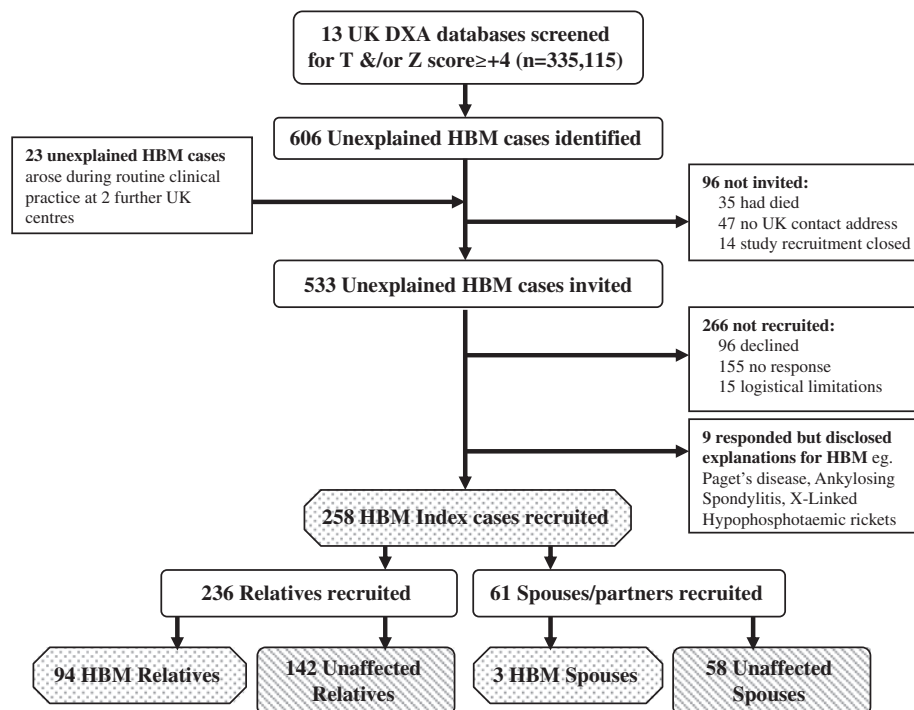 13 UK DXA databases screened
for T &/or Z score≥+4 (n=335,115)
606 Unexplained HBM cases identified
23 unexplained HBM cases
arose during routine clinical
practice at 2 further UK
centres
96 not invited:
35 had died
47 no UK contact address
14 study recruitment closed
533 Unexplained HBM cases invited
266 not recruited:
96 declined
155 no response
15 logistical limitations
9 responded but disclosed
explanations for HBM eg.
Paget's disease, Ankylosing
Spondylitis, X-Linked
Hypophosphotaemic rickets
258 HBM Index cases recruited
236 Relatives recruited
61 Spouses/partners recruited
94 HBM Relatives
142 Unaffected
Relatives
3 HBM Spouses
58 Unaffected
Spouses